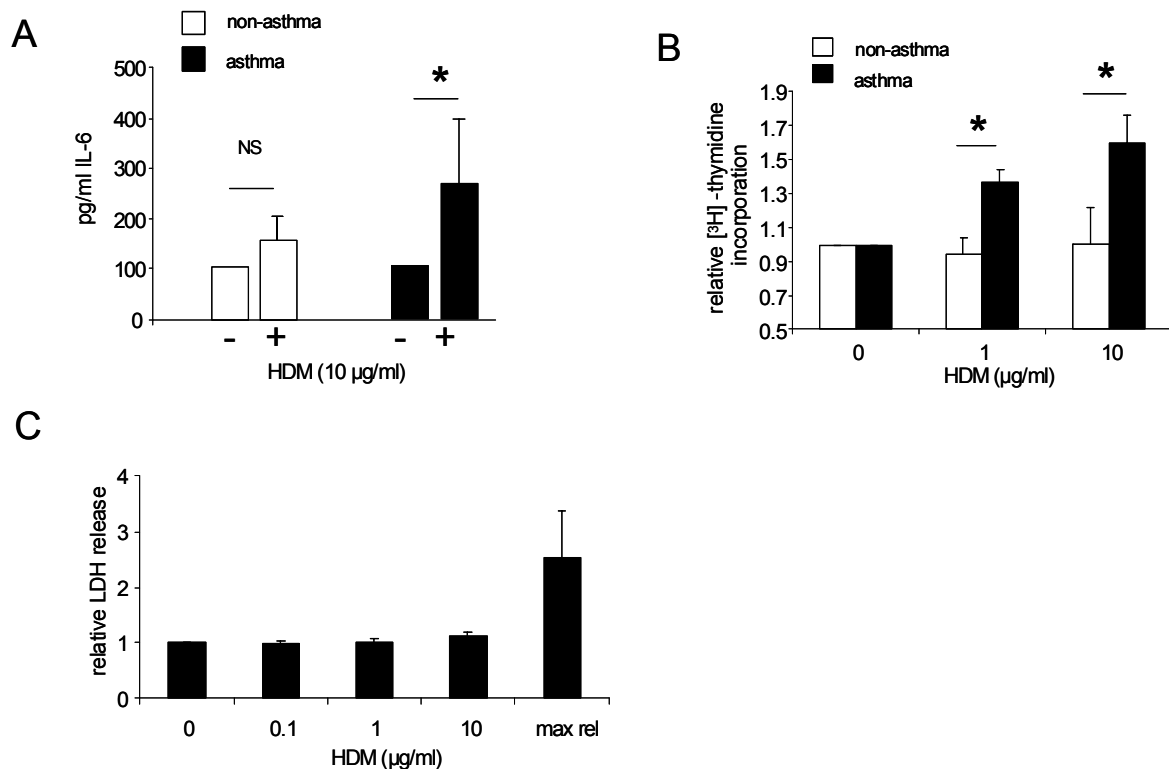 A
non-asthma
asthma
pg/ml IL-6
500
400
300
200
100
0
NS
*
- + - +
HDM (10 µg/ml)
B
non-asthma
asthma
relative [³H] -thymidine
incorporation
1.9
1.7
1.5
1.3
1.1
0.9
0.7
0.5
*
*
0 1 10
HDM (µg/ml)
C
relative LDH release
4
3
2
1
0
0 0.1 1 10 max rel
HDM (µg/ml)